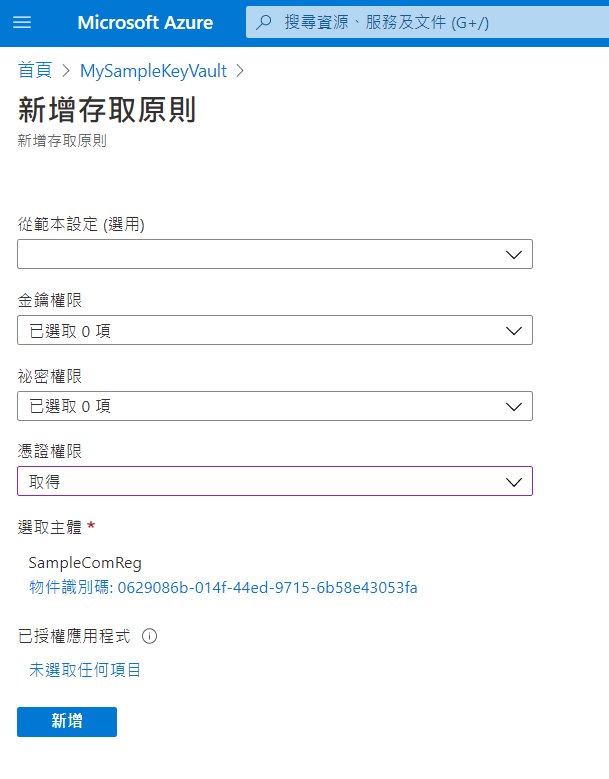 Microsoft Azure
搜尋資源、服務及文件 (G+/)
首頁 > MySampleKeyVault >
新增存取原則
新增存取原則
從範本設定 (選用)
金鑰權限
已選取 0 項
祕密權限
已選取 0 項
憑證權限
取得
選取主體 *
SampleComReg
物件識別碼: 0629086b-014f-44ed-9715-6b58e43053fa
已授權應用程式
未選取任何項目
新增